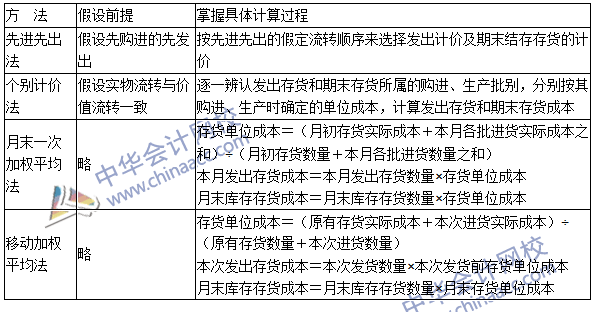 方　法　假设前提　掌握具体计算过程
先进先出法　假设先购进的先发出　按先进先出的假定流转顺序来选择发出计价及期末结存存货的计价
个别计价法　假设实物流转与价值流转一致　逐一辨认发出存货和期末存货所属的购进、生产批别，分别按其购进、生产时确定的单位成本，计算发出存货和期末存货成本
月末一次加权平均法　略　存货单位成本＝（月初存货实际成本＋本月各批进货实际成本之和）÷（月初存货数量＋本月各批进货数量之和）
本月发出存货成本＝本月发出存货数量×存货单位成本
月末库存存货成本＝月末库存存货数量×存货单位成本
移动加权平均法　略　存货单位成本＝（原有存货实际成本＋本次进货实际成本）÷（原有存货数量＋本次进货数量）
本次发出存货成本＝本次发货数量×本次发货前存货单位成本
月末库存存货成本＝月末库存存货数量×月末存货单位成本
中华会计网校
www.chinaacc.com
中华会计网校